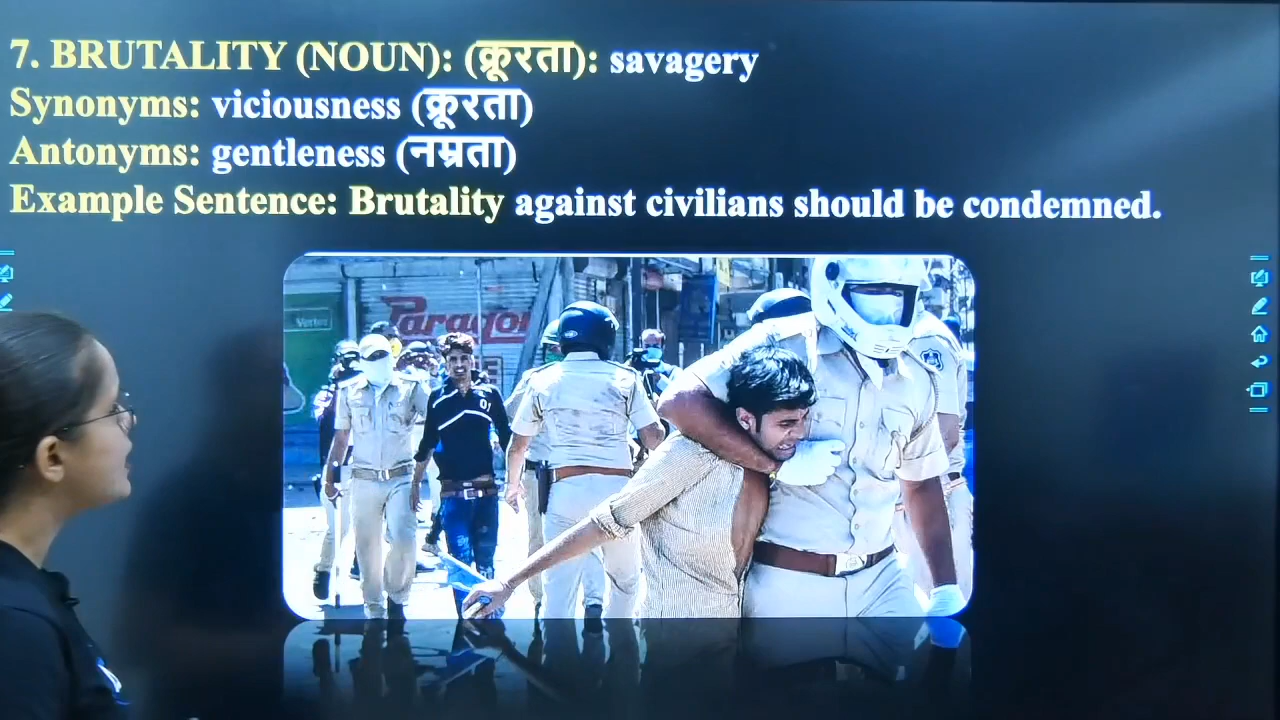 7. BRUTALITY (NOUN): (क्रूरता): savagery
Synonyms: viciousness (क्रूरता)
Antonyms: gentleness (नम्रता)
Example Sentence: Brutality against civilians should be condemned.
Paragon
01